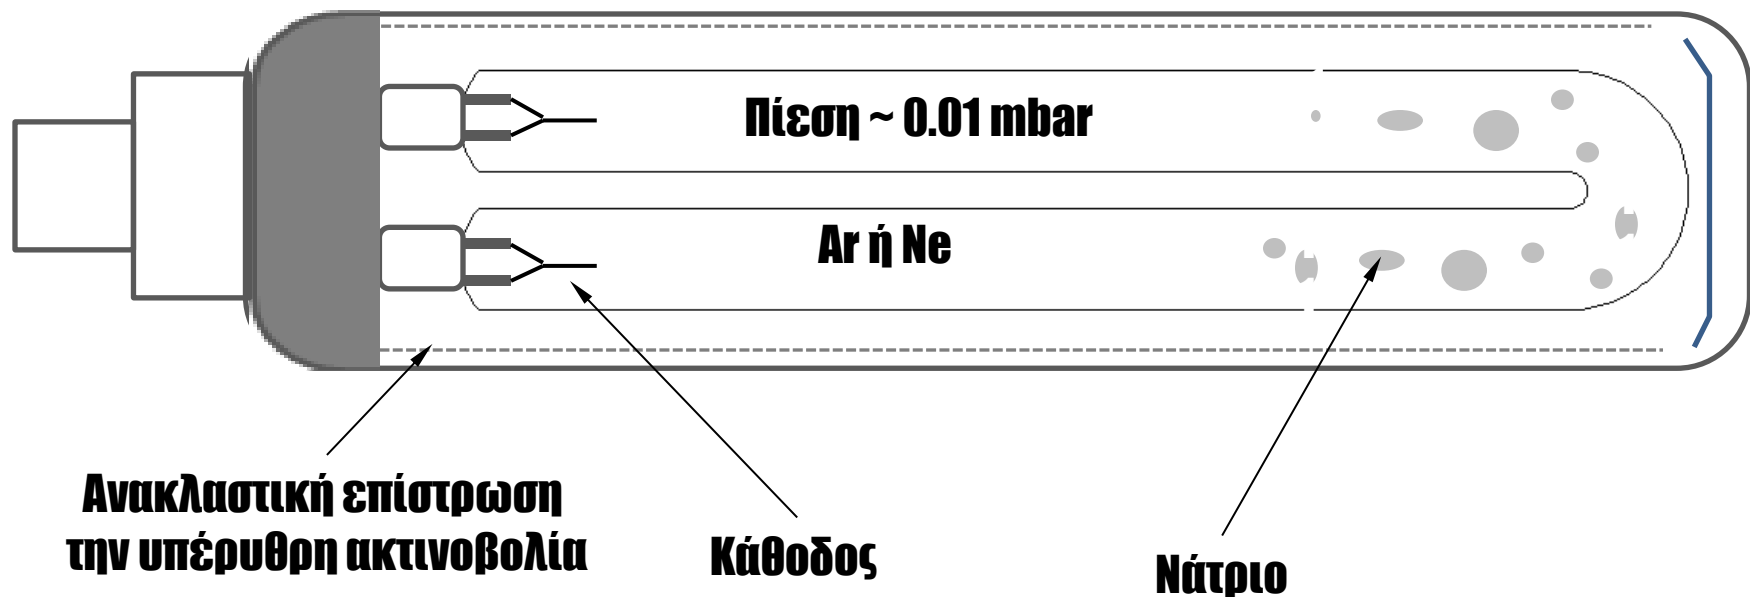 Πίεση ~ 0.01 mbar
Ar ή Ne
Ανακλαστική επίστρωση
την υπέρυθρη ακτινοβολία
Κάθοδος
Νάτριο